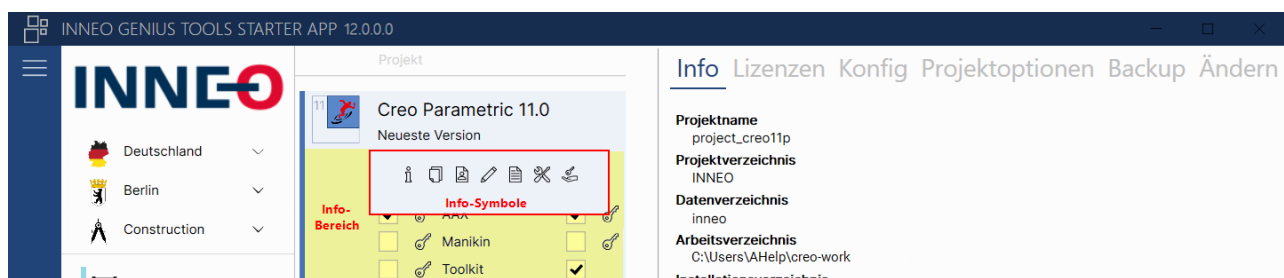 INNEO GENIUS TOOLS STARTER APP 12.0.0.0
INNEO
Deutschland
Berlin
Construction
Projekt
11
Creo Parametric 11.0
Neueste Version
Info-Symbole
Info-
Bereich
AAX
Manikin
Toolkit
Info Lizenzen Konfig Projektoptionen Backup Ändern
Projektname
project_creo11p
Projektverzeichnis
INNEO
Datenverzeichnis
inneo
Arbeitsverzeichnis
C:\Users\AHelp\creo-work
Installationsverzeichnis